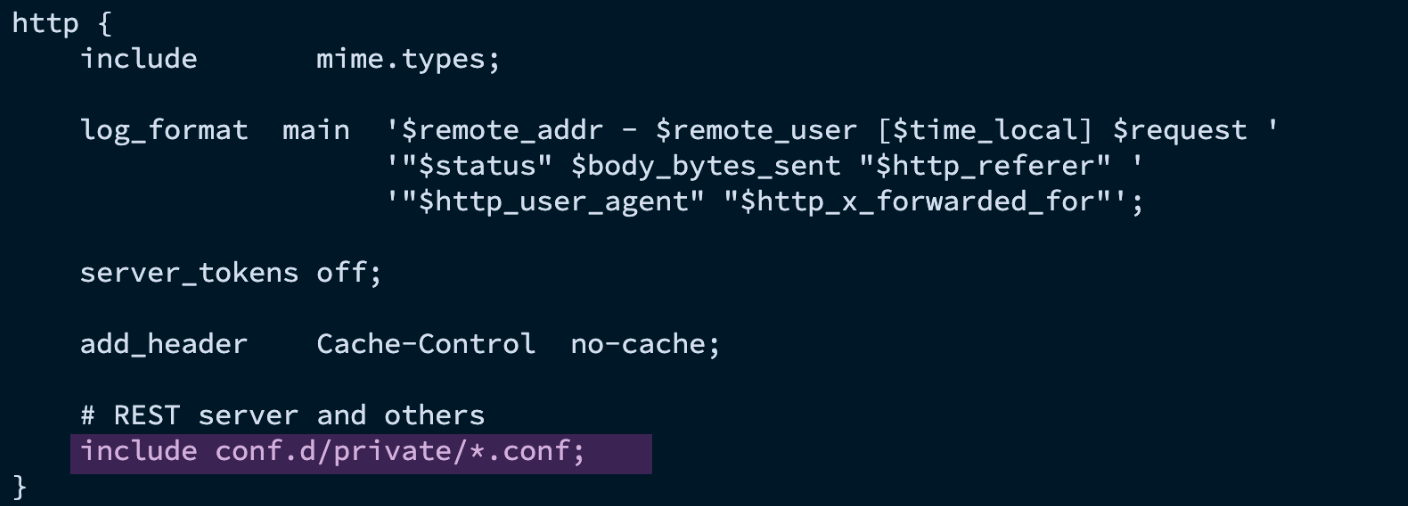 http {
    include       mime.types;

    log_format  main  '$remote_addr - $remote_user [$time_local] $request '
                      '"$status" $body_bytes_sent "$http_referer" '
                      '"$http_user_agent" "$http_x_forwarded_for"';

    server_tokens off;

    add_header    Cache-Control  no-cache;

    # REST server and others
    include conf.d/private/*.conf;
}